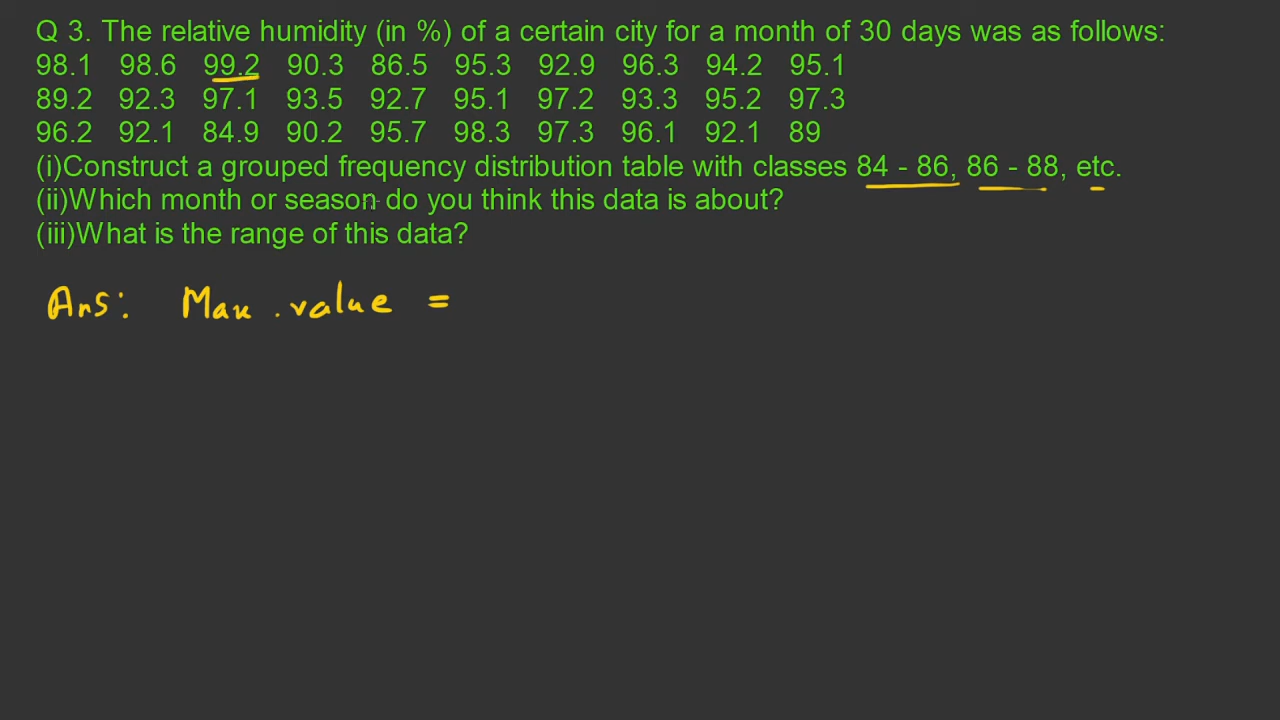 Q 3. The relative humidity (in %) of a certain city for a month of 30 days was as follows:
98.1 98.6 99.2 90.3 86.5 95.3 92.9 96.3 94.2 95.1
89.2 92.3 97.1 93.5 92.7 95.1 97.2 93.3 95.2 97.3
96.2 92.1 84.9 90.2 95.7 98.3 97.3 96.1 92.1 89
(i)Construct a grouped frequency distribution table with classes 84 - 86, 86 - 88, etc.
(ii)Which month or season do you think this data is about?
(iii)What is the range of this data?
Ans: Max . value =